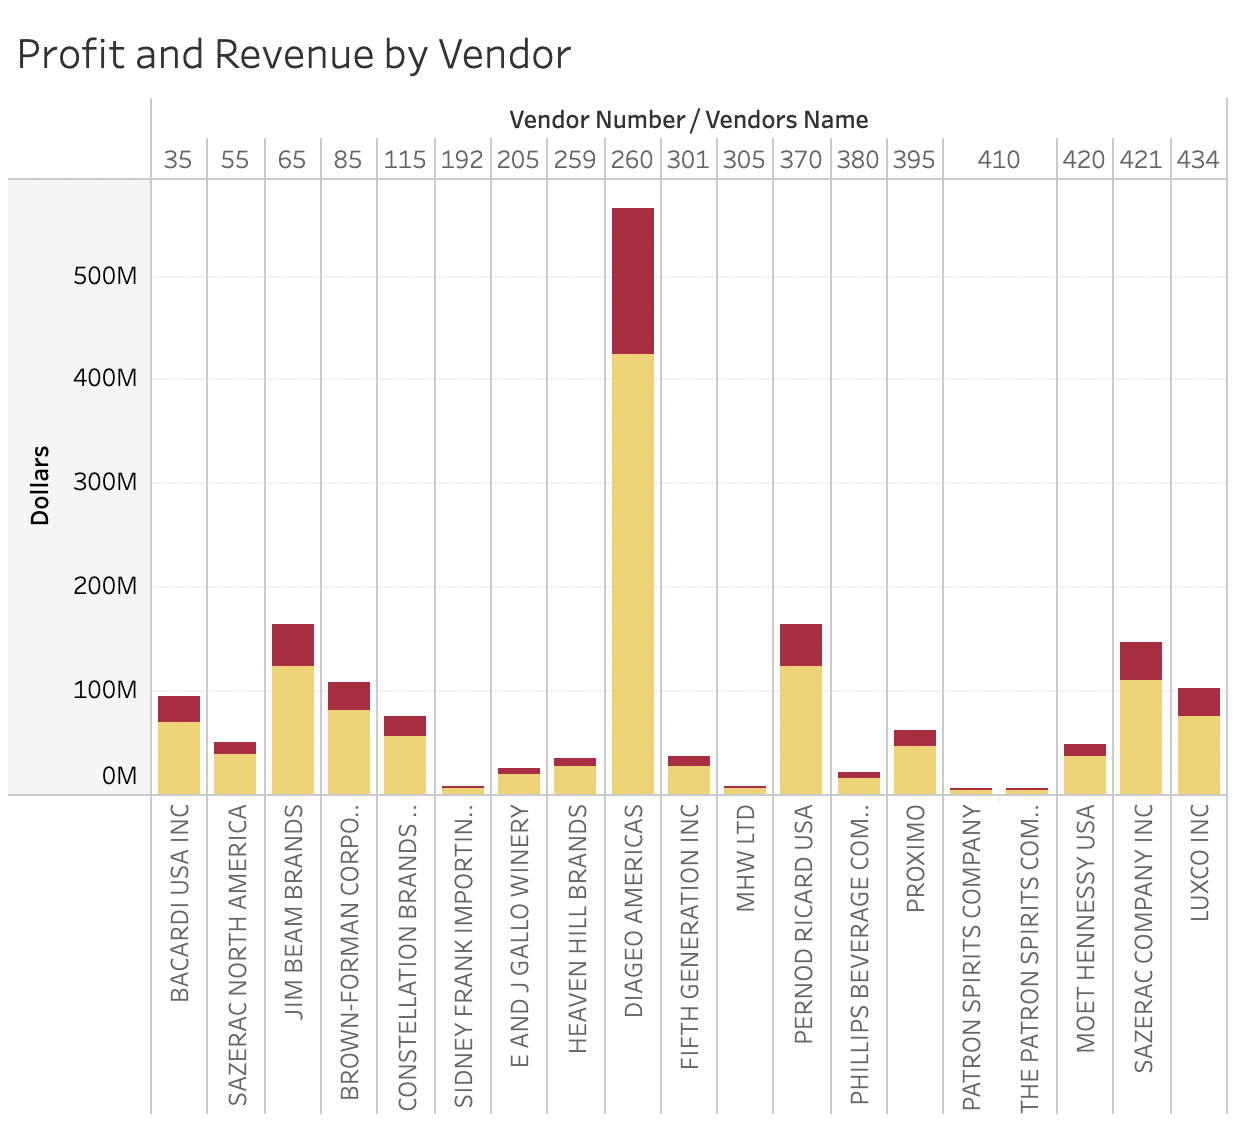 Profit and Revenue by Vendor
Vendor Number / Vendors Name
35 55 65 85 115 192 205 259 260 301 305 370 380 395 410 420 421 434
Dollars
500M
400M
300M
200M
100M
0M
BACARDI USA INC
SAZERAC NORTH AMERICA
JIM BEAM BRANDS
BROWN-FORMAN CORPO..
CONSTELLATION BRANDS ..
SIDNEY FRANK IMPORTIN..
E AND J GALLO WINERY
HEAVEN HILL BRANDS
DIAGEO AMERICAS
FIFTH GENERATION INC
MHW LTD
PERNOD RICARD USA
PHILLIPS BEVERAGE COM..
PROXIMO
PATRON SPIRITS COMPANY
THE PATRON SPIRITS COM..
MOET HENNESSY USA
SAZERAC COMPANY INC
LUXCO INC